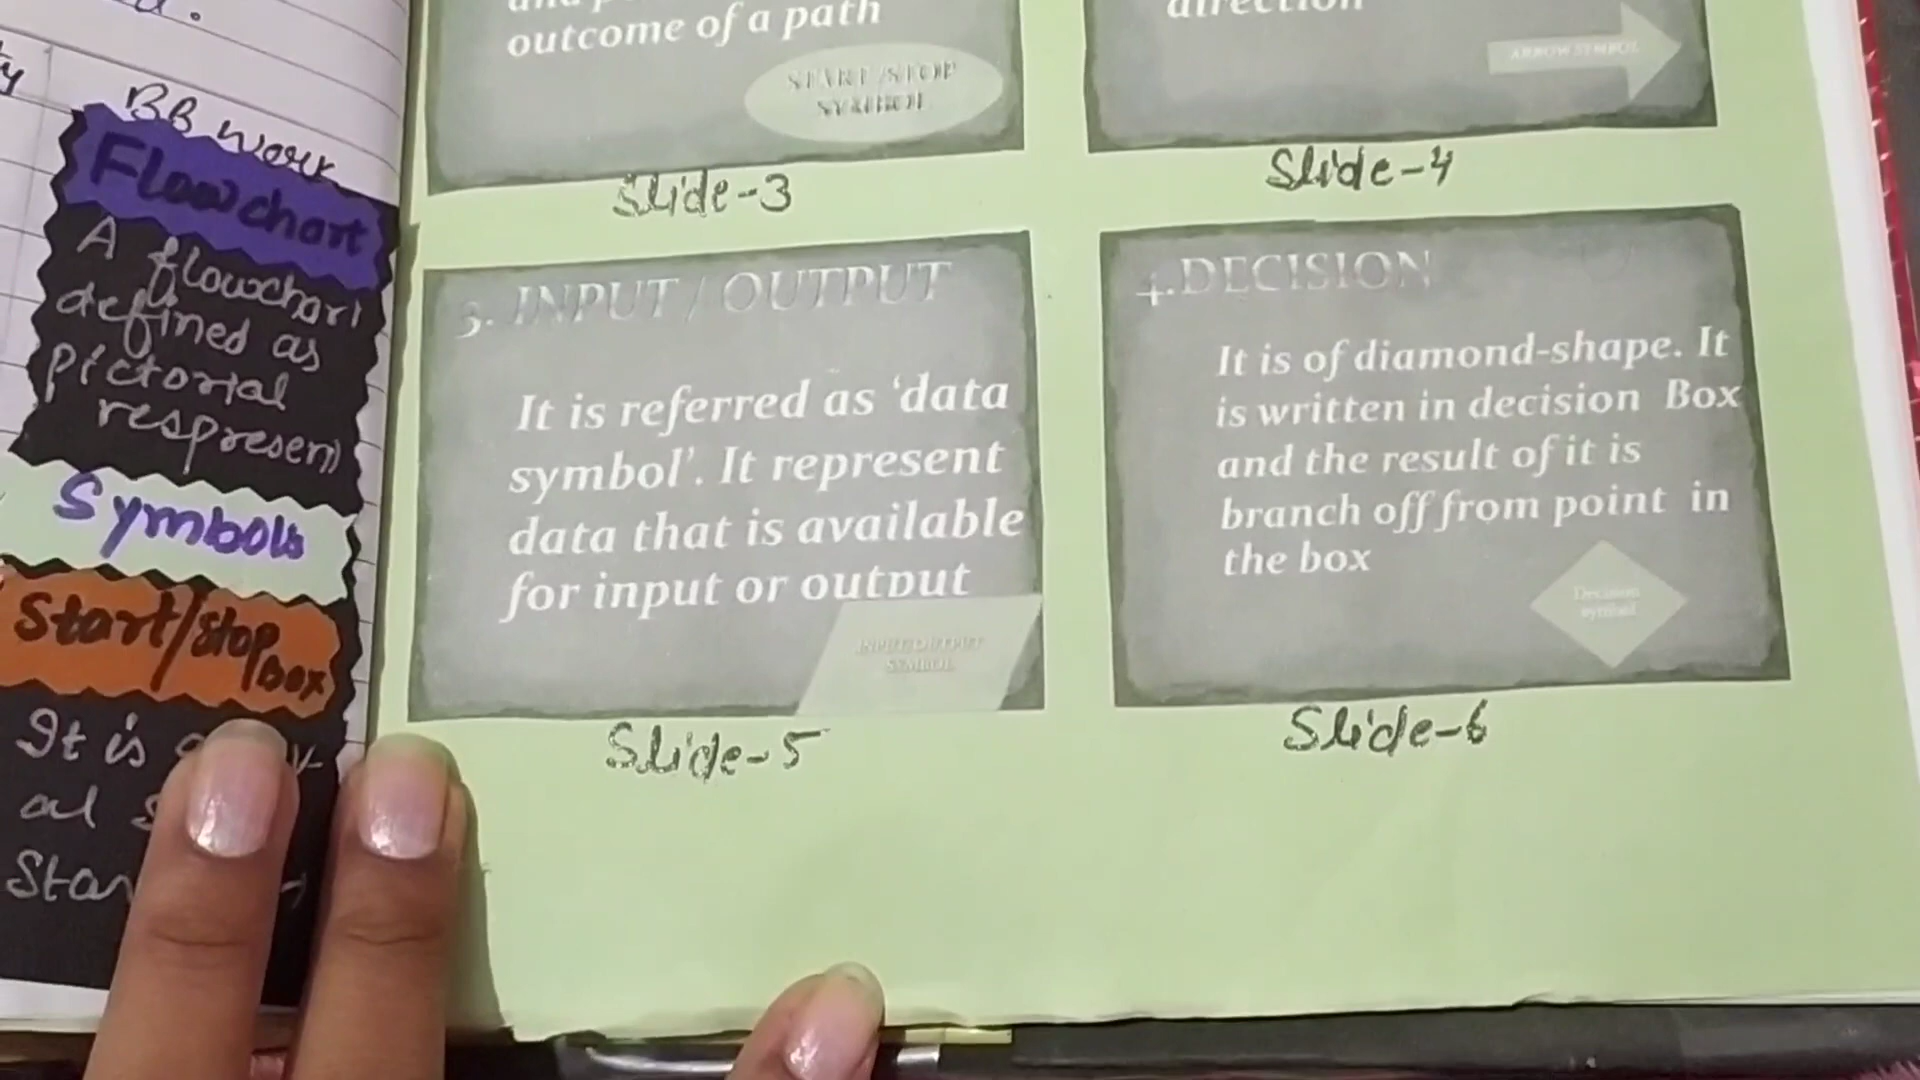 BB work
Flowchart
A flowchart
defined as
pictorial
respresen
Symbols
Start/Stop
Box
It is
al
Star
outcome of a path
START/STOP
SYMBOL
Slide-3
direction
ARROW SYMBOL
Slide-4
3. INPUT / OUTPUT
It is referred as 'data
symbol'. It represent
data that is available
for input or output
INPUT/OUTPUT
SYMBOL
Slide-5
4.DECISION
It is of diamond-shape. It
is written in decision Box
and the result of it is
branch off from point in
the box
Decision
symbol
Slide-6